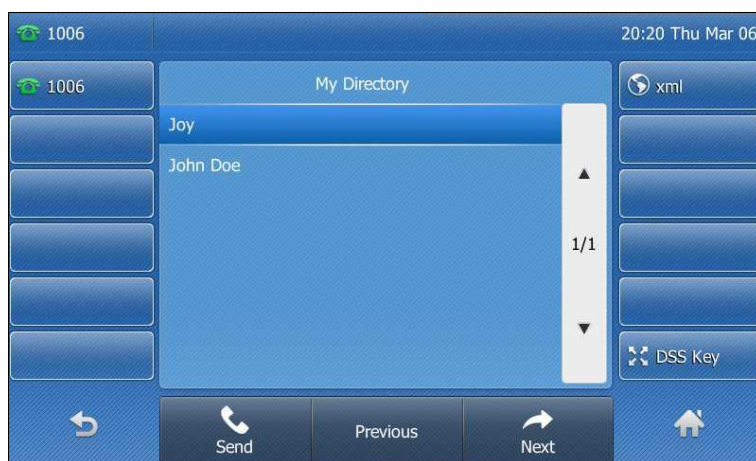 1006
20:20 Thu Mar 06
1006
My Directory
xml
Joy
John Doe
1/1
DSS Key
Send
Previous
Next